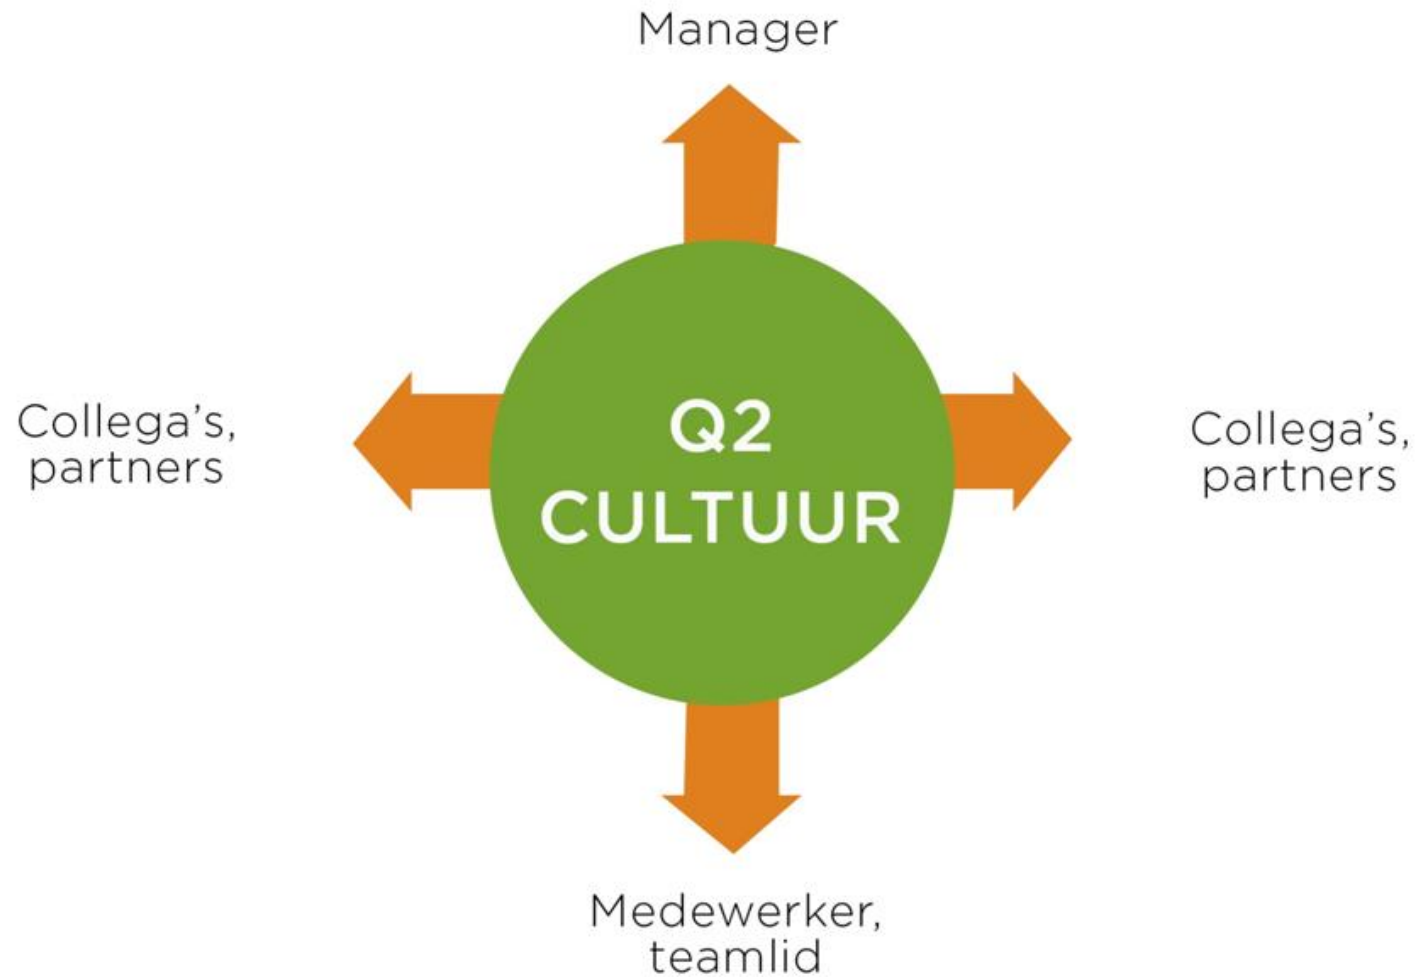 Manager
Collega's,
partners
Q2
CULTUUR
Collega's,
partners
Medewerker,
teamlid